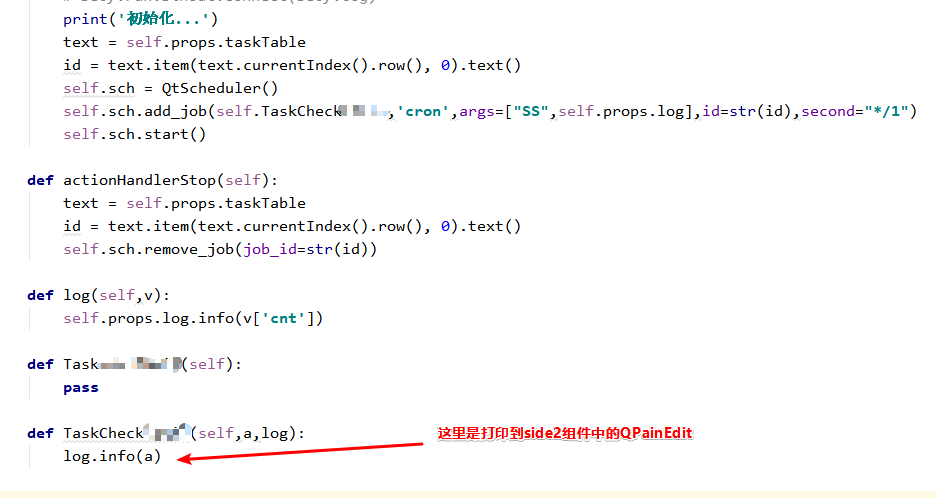 print('初始化...')
text = self.props.taskTable
id = text.item(text.currentIndex().row(), 0).text()
self.sch = QtScheduler()
self.sch.add_job(self.TaskCheck ,'cron',args=["SS",self.props.log],id=str(id),second="*/1")
self.sch.start()
def actionHandlerStop(self):
text = self.props.taskTable
id = text.item(text.currentIndex().row(), 0).text()
self.sch.remove_job(job_id=str(id))
def log(self,v):
self.props.log.info(v['cnt'])
def Task (self):
pass
def TaskCheck (self,a,log):
这里是打印到side2组件中的QPainEdit
log.info(a)